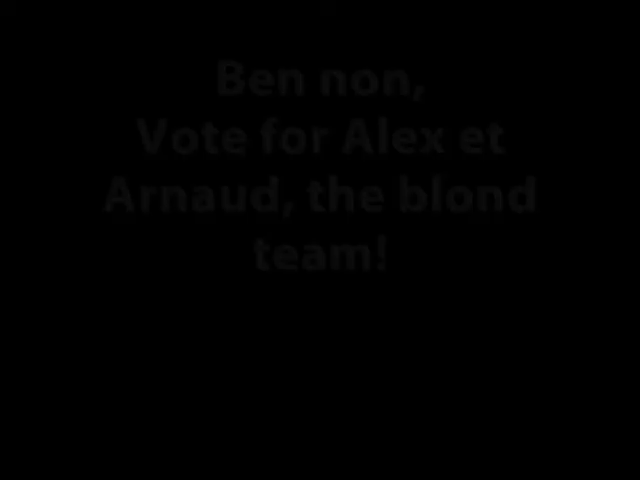 Ben non,
Vote for Alex et
Arnaud, the blond
team!